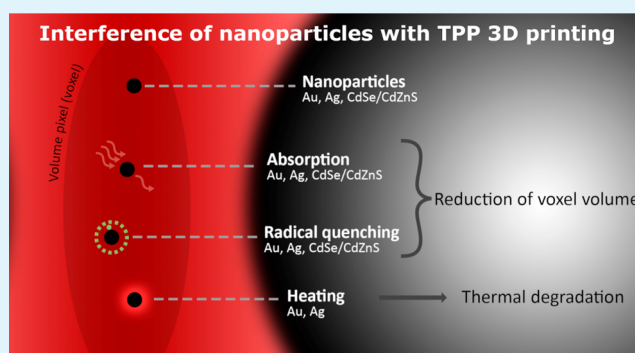 Interference of nanoparticles with TPP 3D printing
Volume pixel (voxel)
Nanoparticles
Au, Ag, CdSe/CdZnS
Absorption
Au, Ag, CdSe/CdZnS
Reduction of voxel volume
Radical quenching
Au, Ag, CdSe/CdZnS
Heating
Au, Ag
Thermal degradation